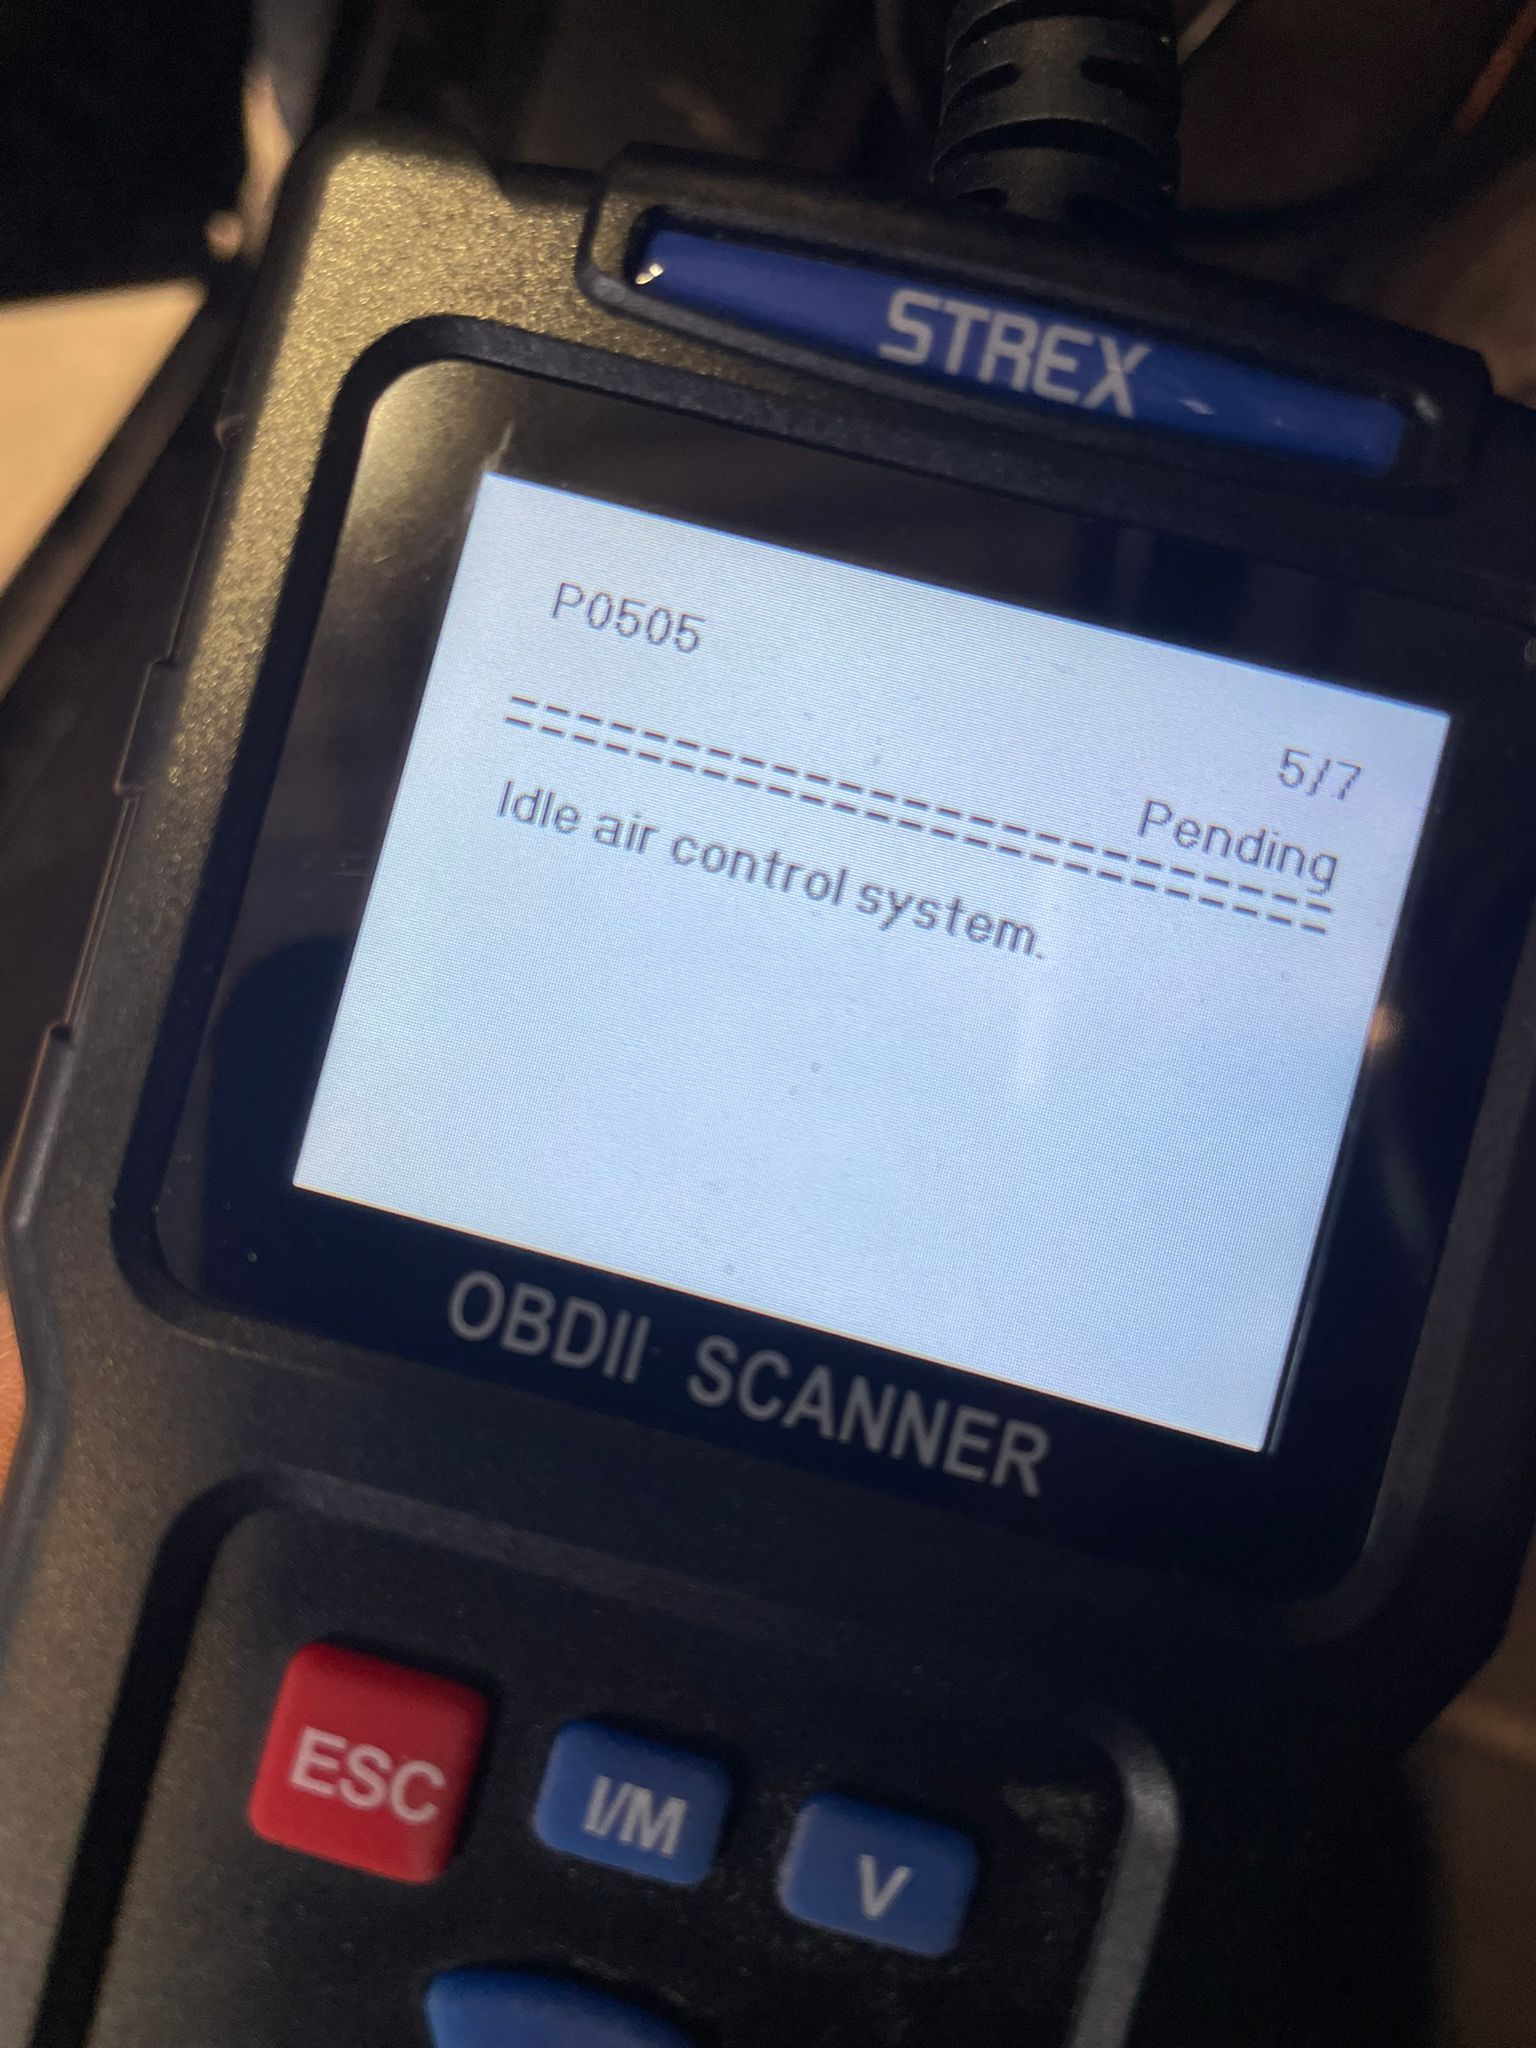 STREX
P0505
5/7
Pending
================================
Idle air control system.
OBDII SCANNER
ESC
I/M
V